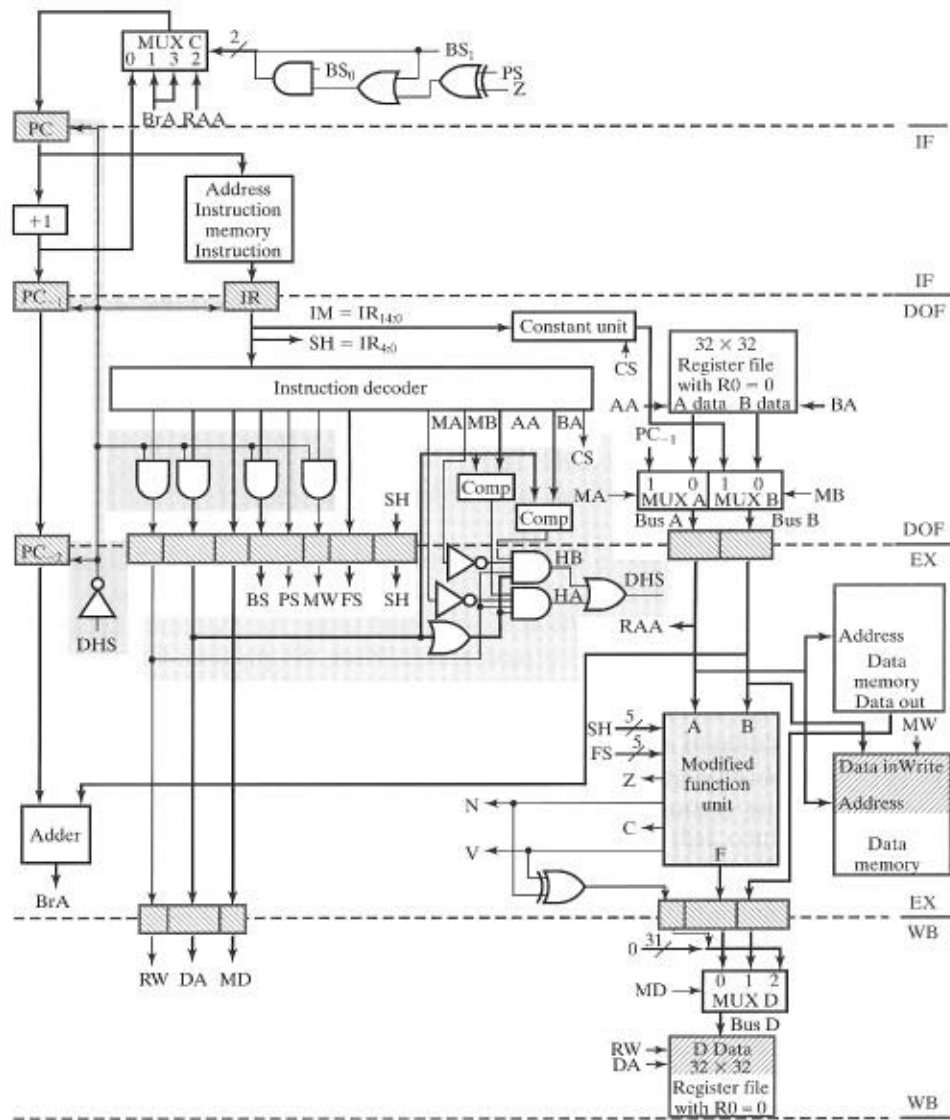 MUX C
0 1 3 2
2
BS₁
BS₀
PS
Z
BrA RAA
PC
IF
IF
+1
Address
Instruction
memory
Instruction
PC₋₁
IR
IF
DOF
IM = IR₁₄:₀
SH = IR₄:₀
Constant unit
CS
32 × 32
Register file
with R0 = 0
A data B data
AA
BA
Instruction decoder
MA MB AA BA
CS
PC₋₁
Comp
Comp
SH
1 0 1 0
MUX A MUX B
MA
MB
Bus A
Bus B
PC₋₂
DOF
EX
HB
HA
DHS
BS PS MW FS SH
DHS
RAA
Address
Data
memory
Data out
MW
SH
5
FS
5
A B
Modified
function
unit
F
Z
N
C
V
Data in Write
Address
Data
memory
Adder
BrA
EX
WB
RW DA MD
0
31
0 1 2
MUX D
MD
Bus D
RW
DA
D Data
32 × 32
Register file
with R0 = 0
WB